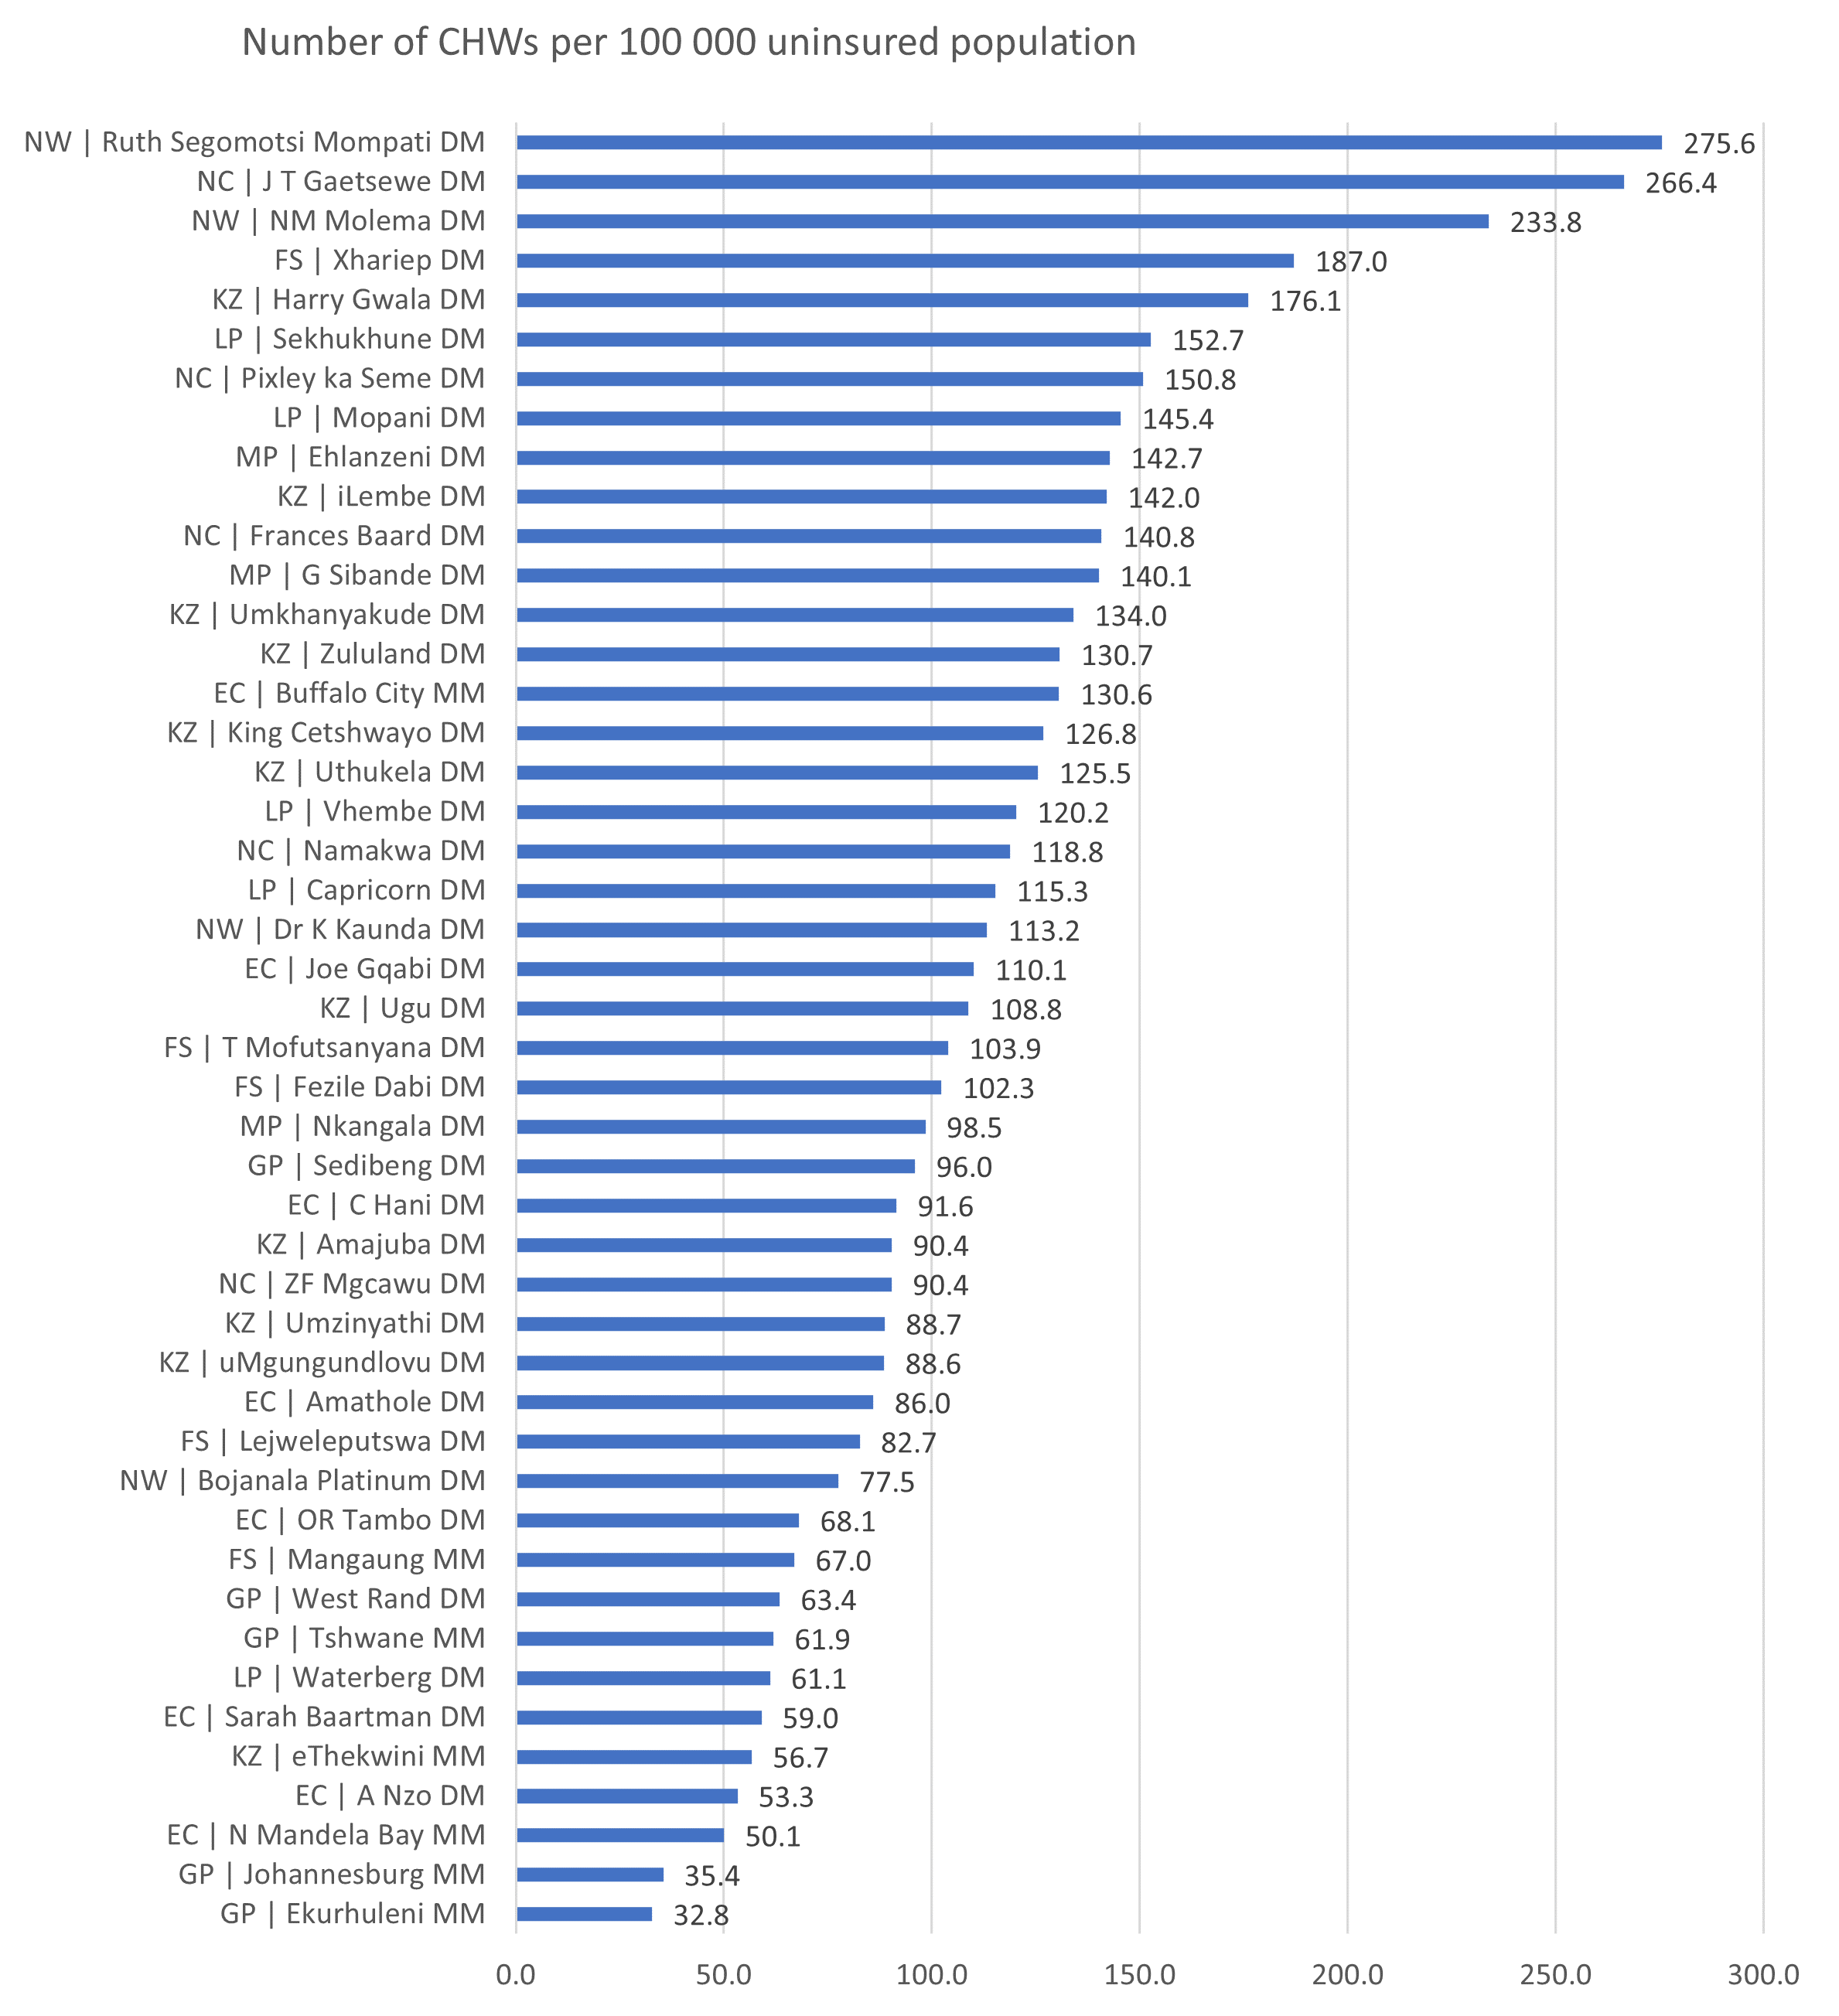 Number of CHWs per 100 000 uninsured population
NW | Ruth Segomotsi Mompati DM 275.6
NC | J T Gaetsewe DM 266.4
NW | NM Molema DM 233.8
FS | Xhariep DM 187.0
KZ | Harry Gwala DM 176.1
LP | Sekhukhune DM 152.7
NC | Pixley ka Seme DM 150.8
LP | Mopani DM 145.4
MP | Ehlanzeni DM 142.7
KZ | iLembe DM 142.0
NC | Frances Baard DM 140.8
MP | G Sibande DM 140.1
KZ | Umkhanyakude DM 134.0
KZ | Zululand DM 130.7
EC | Buffalo City MM 130.6
KZ | King Cetshwayo DM 126.8
KZ | Uthukela DM 125.5
LP | Vhembe DM 120.2
NC | Namakwa DM 118.8
LP | Capricorn DM 115.3
NW | Dr K Kaunda DM 113.2
EC | Joe Gqabi DM 110.1
KZ | Ugu DM 108.8
FS | T Mofutsanyana DM 103.9
FS | Fezile Dabi DM 102.3
MP | Nkangala DM 98.5
GP | Sedibeng DM 96.0
EC | C Hani DM 91.6
KZ | Amajuba DM 90.4
NC | ZF Mgcawu DM 90.4
KZ | Umzinyathi DM 88.7
KZ | uMgungundlovu DM 88.6
EC | Amathole DM 86.0
FS | Lejweleputswa DM 82.7
NW | Bojanala Platinum DM 77.5
EC | OR Tambo DM 68.1
FS | Mangaung MM 67.0
GP | West Rand DM 63.4
GP | Tshwane MM 61.9
LP | Waterberg DM 61.1
EC | Sarah Baartman DM 59.0
KZ | eThekwini MM 56.7
EC | A Nzo DM 53.3
EC | N Mandela Bay MM 50.1
GP | Johannesburg MM 35.4
GP | Ekurhuleni MM 32.8
0.0 50.0 100.0 150.0 200.0 250.0 300.0